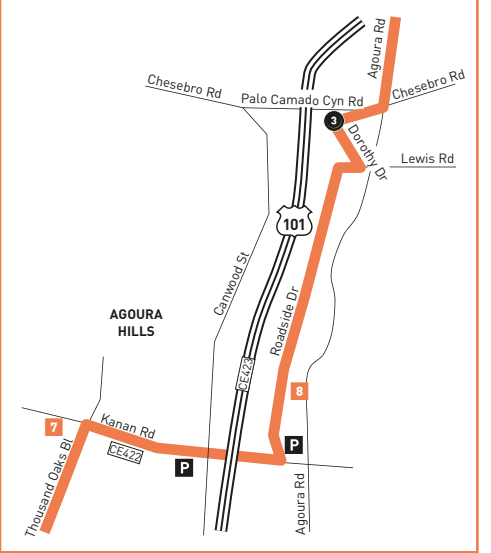 Agoura Rd
Chesebro Rd
Chesebro Rd
Palo Camado Cyn Rd
3
Dorothy Dr
Lewis Rd
101
Canwood St
Roadside Dr
AGOURA
HILLS
CE423
8
7
Kanan Rd
CE422
P
P
Thousand Oaks Bl
Agoura Rd